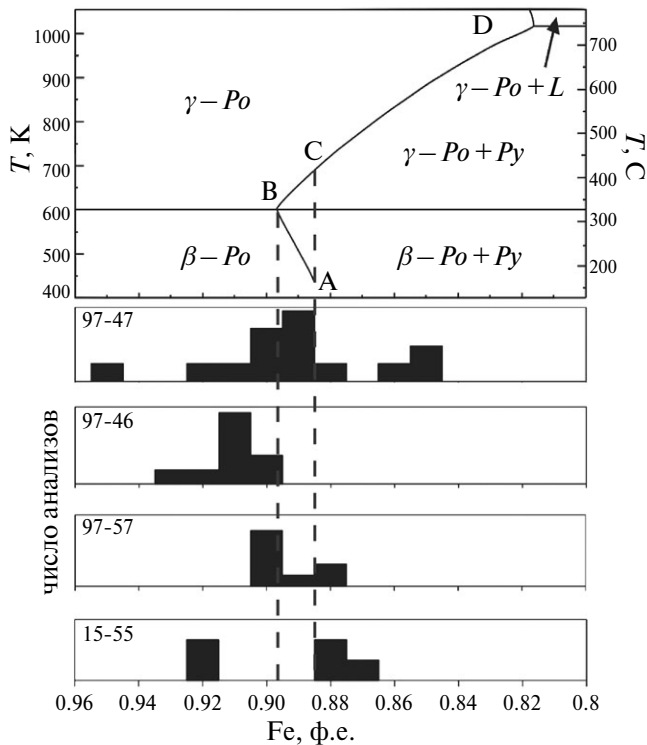 1000
900
800
700
600
500
400
T, K
700
600
500
400
300
200
T, C
D
γ – Po + L
γ – Po
C
γ – Po + Py
B
β – Po
β – Po + Py
A
97-47
97-46
97-57
15-55
число анализов
0.96
0.94
0.92
0.90
0.88
0.86
0.84
0.82
0.8
Fe, ф.е.